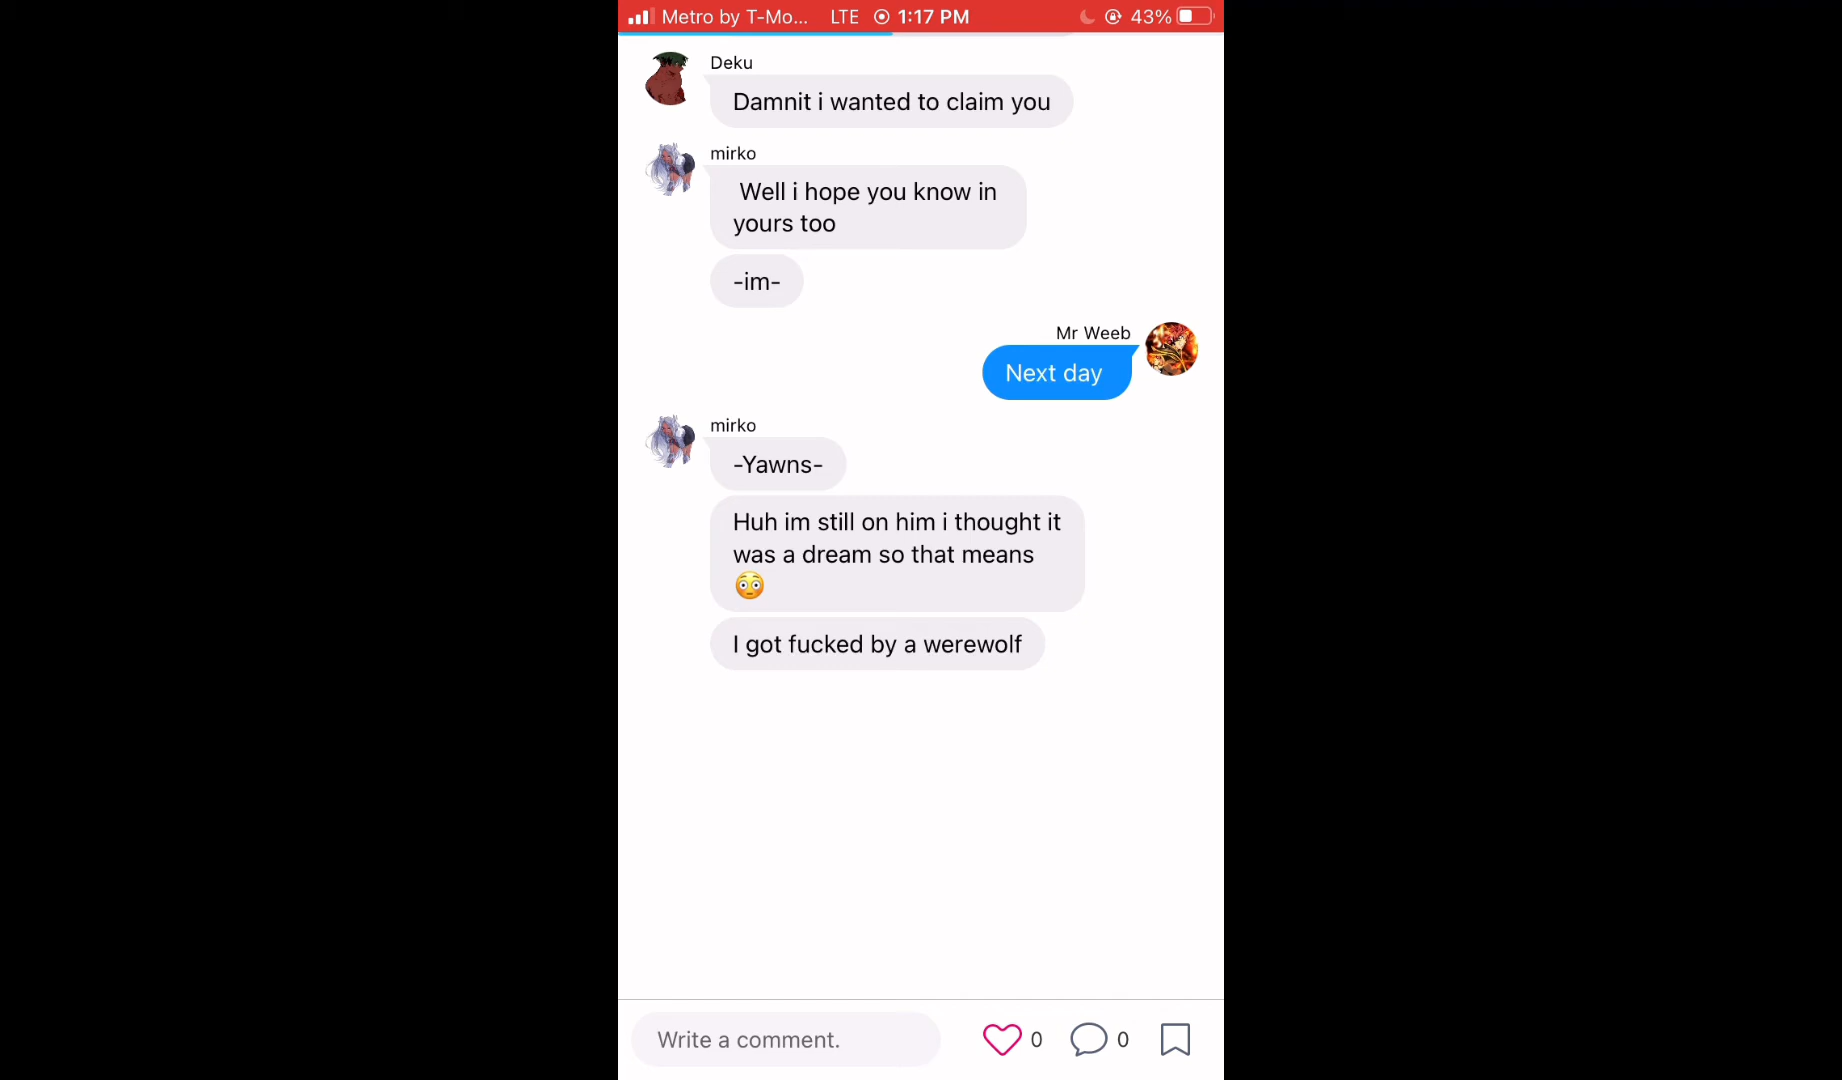 Metro by T-Mo... LTE 1:17 PM 43%
Deku
Damnit i wanted to claim you
mirko
Well i hope you know in
yours too
-im-
Mr Weeb
Next day
mirko
-Yawns-
Huh im still on him i thought it
was a dream so that means
😳
I got fucked by a werewolf
Write a comment. 0 0